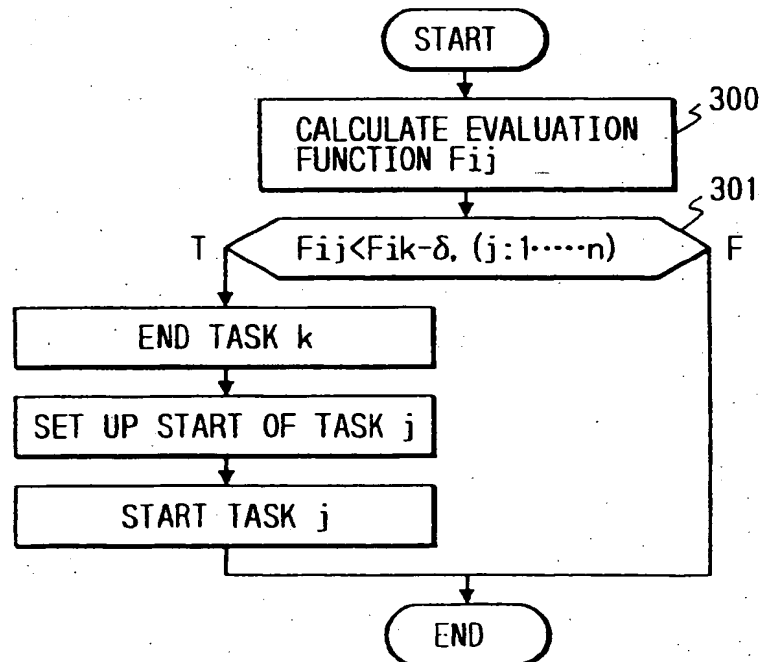 START
300
CALCULATE EVALUATION
FUNCTION Fij
301
T
Fij<Fik-δ, (j:1·····n)
F
END TASK k
SET UP START OF TASK j
START TASK j
END